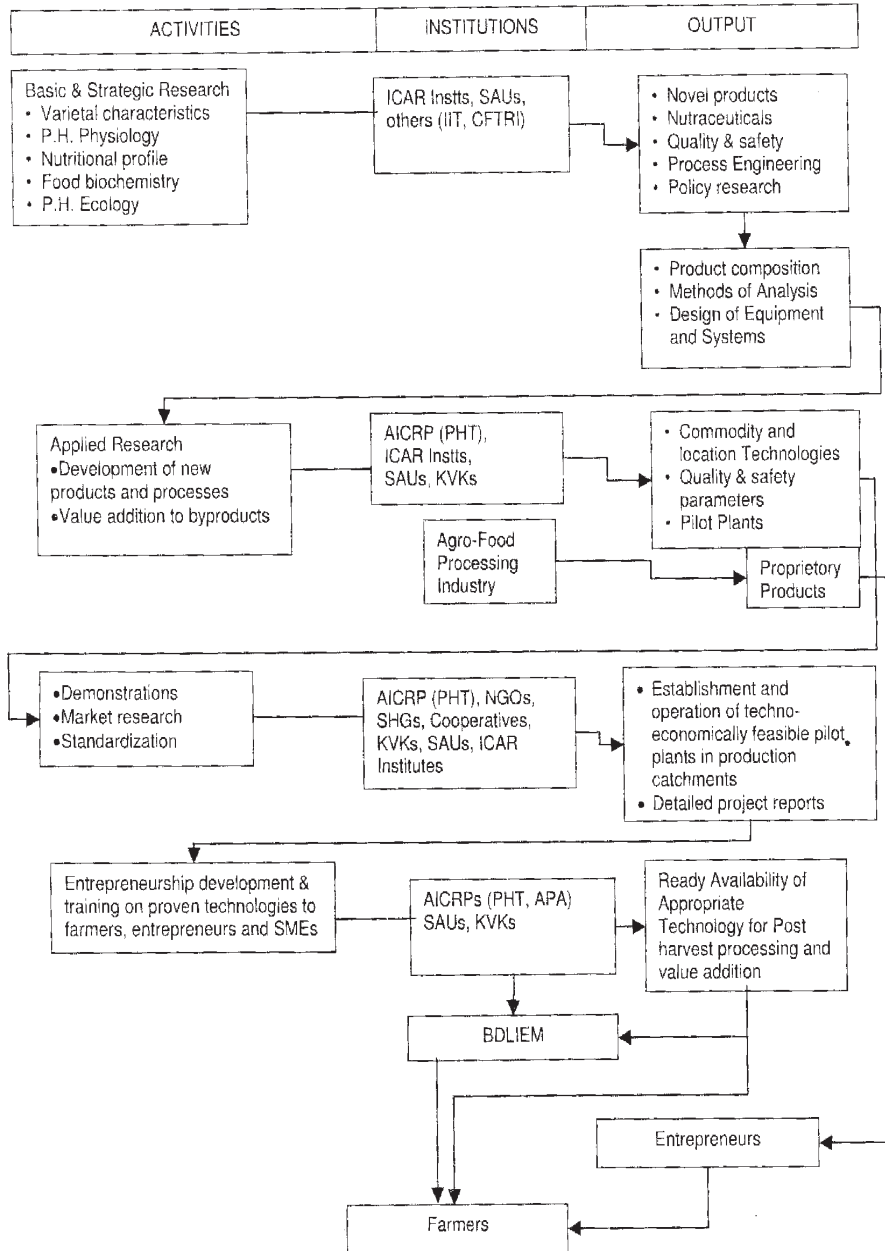 ACTIVITIES
INSTITUTIONS
OUTPUT
Basic & Strategic Research
• Varietal characteristics
• P.H. Physiology
• Nutritional profile
• Food biochemistry
• P.H. Ecology
ICAR Instts, SAUs,
others (IIT, CFTRI)
• Novel products
• Nutraceuticals
• Quality & safety
• Process Engineering
• Policy research
• Product composition
• Methods of Analysis
• Design of Equipment
and Systems
Applied Research
•Development of new
products and processes
•Value addition to byproducts
AICRP (PHT),
ICAR Instts,
SAUs, KVKs
• Commodity and
location Technologies
• Quality & safety
parameters
• Pilot Plants
Agro-Food
Processing
Industry
Proprietory
Products
•Demonstrations
•Market research
•Standardization
AICRP (PHT), NGOs,
SHGs, Cooperatives,
KVKs, SAUs, ICAR
Institutes
• Establishment and
operation of techno-
economically feasible pilot
plants in production
catchments
• Detailed project reports
Entrepreneurship development &
training on proven technologies to
farmers, entrepreneurs and SMEs
AICRPs (PHT, APA)
SAUs, KVKs
Ready Availability of
Appropriate
Technology for Post
harvest processing and
value addition
BDLIEM
Entrepreneurs
Farmers